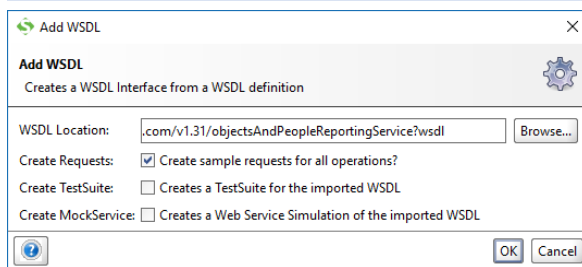 Add WSDL
Add WSDL
Creates a WSDL Interface from a WSDL definition
WSDL Location: .com/v1.31/objectsAndPeopleReportingService?wsdl Browse...
Create Requests: Create sample requests for all operations?
Create TestSuite: Creates a TestSuite for the imported WSDL
Create MockService: Creates a Web Service Simulation of the imported WSDL
? OK Cancel